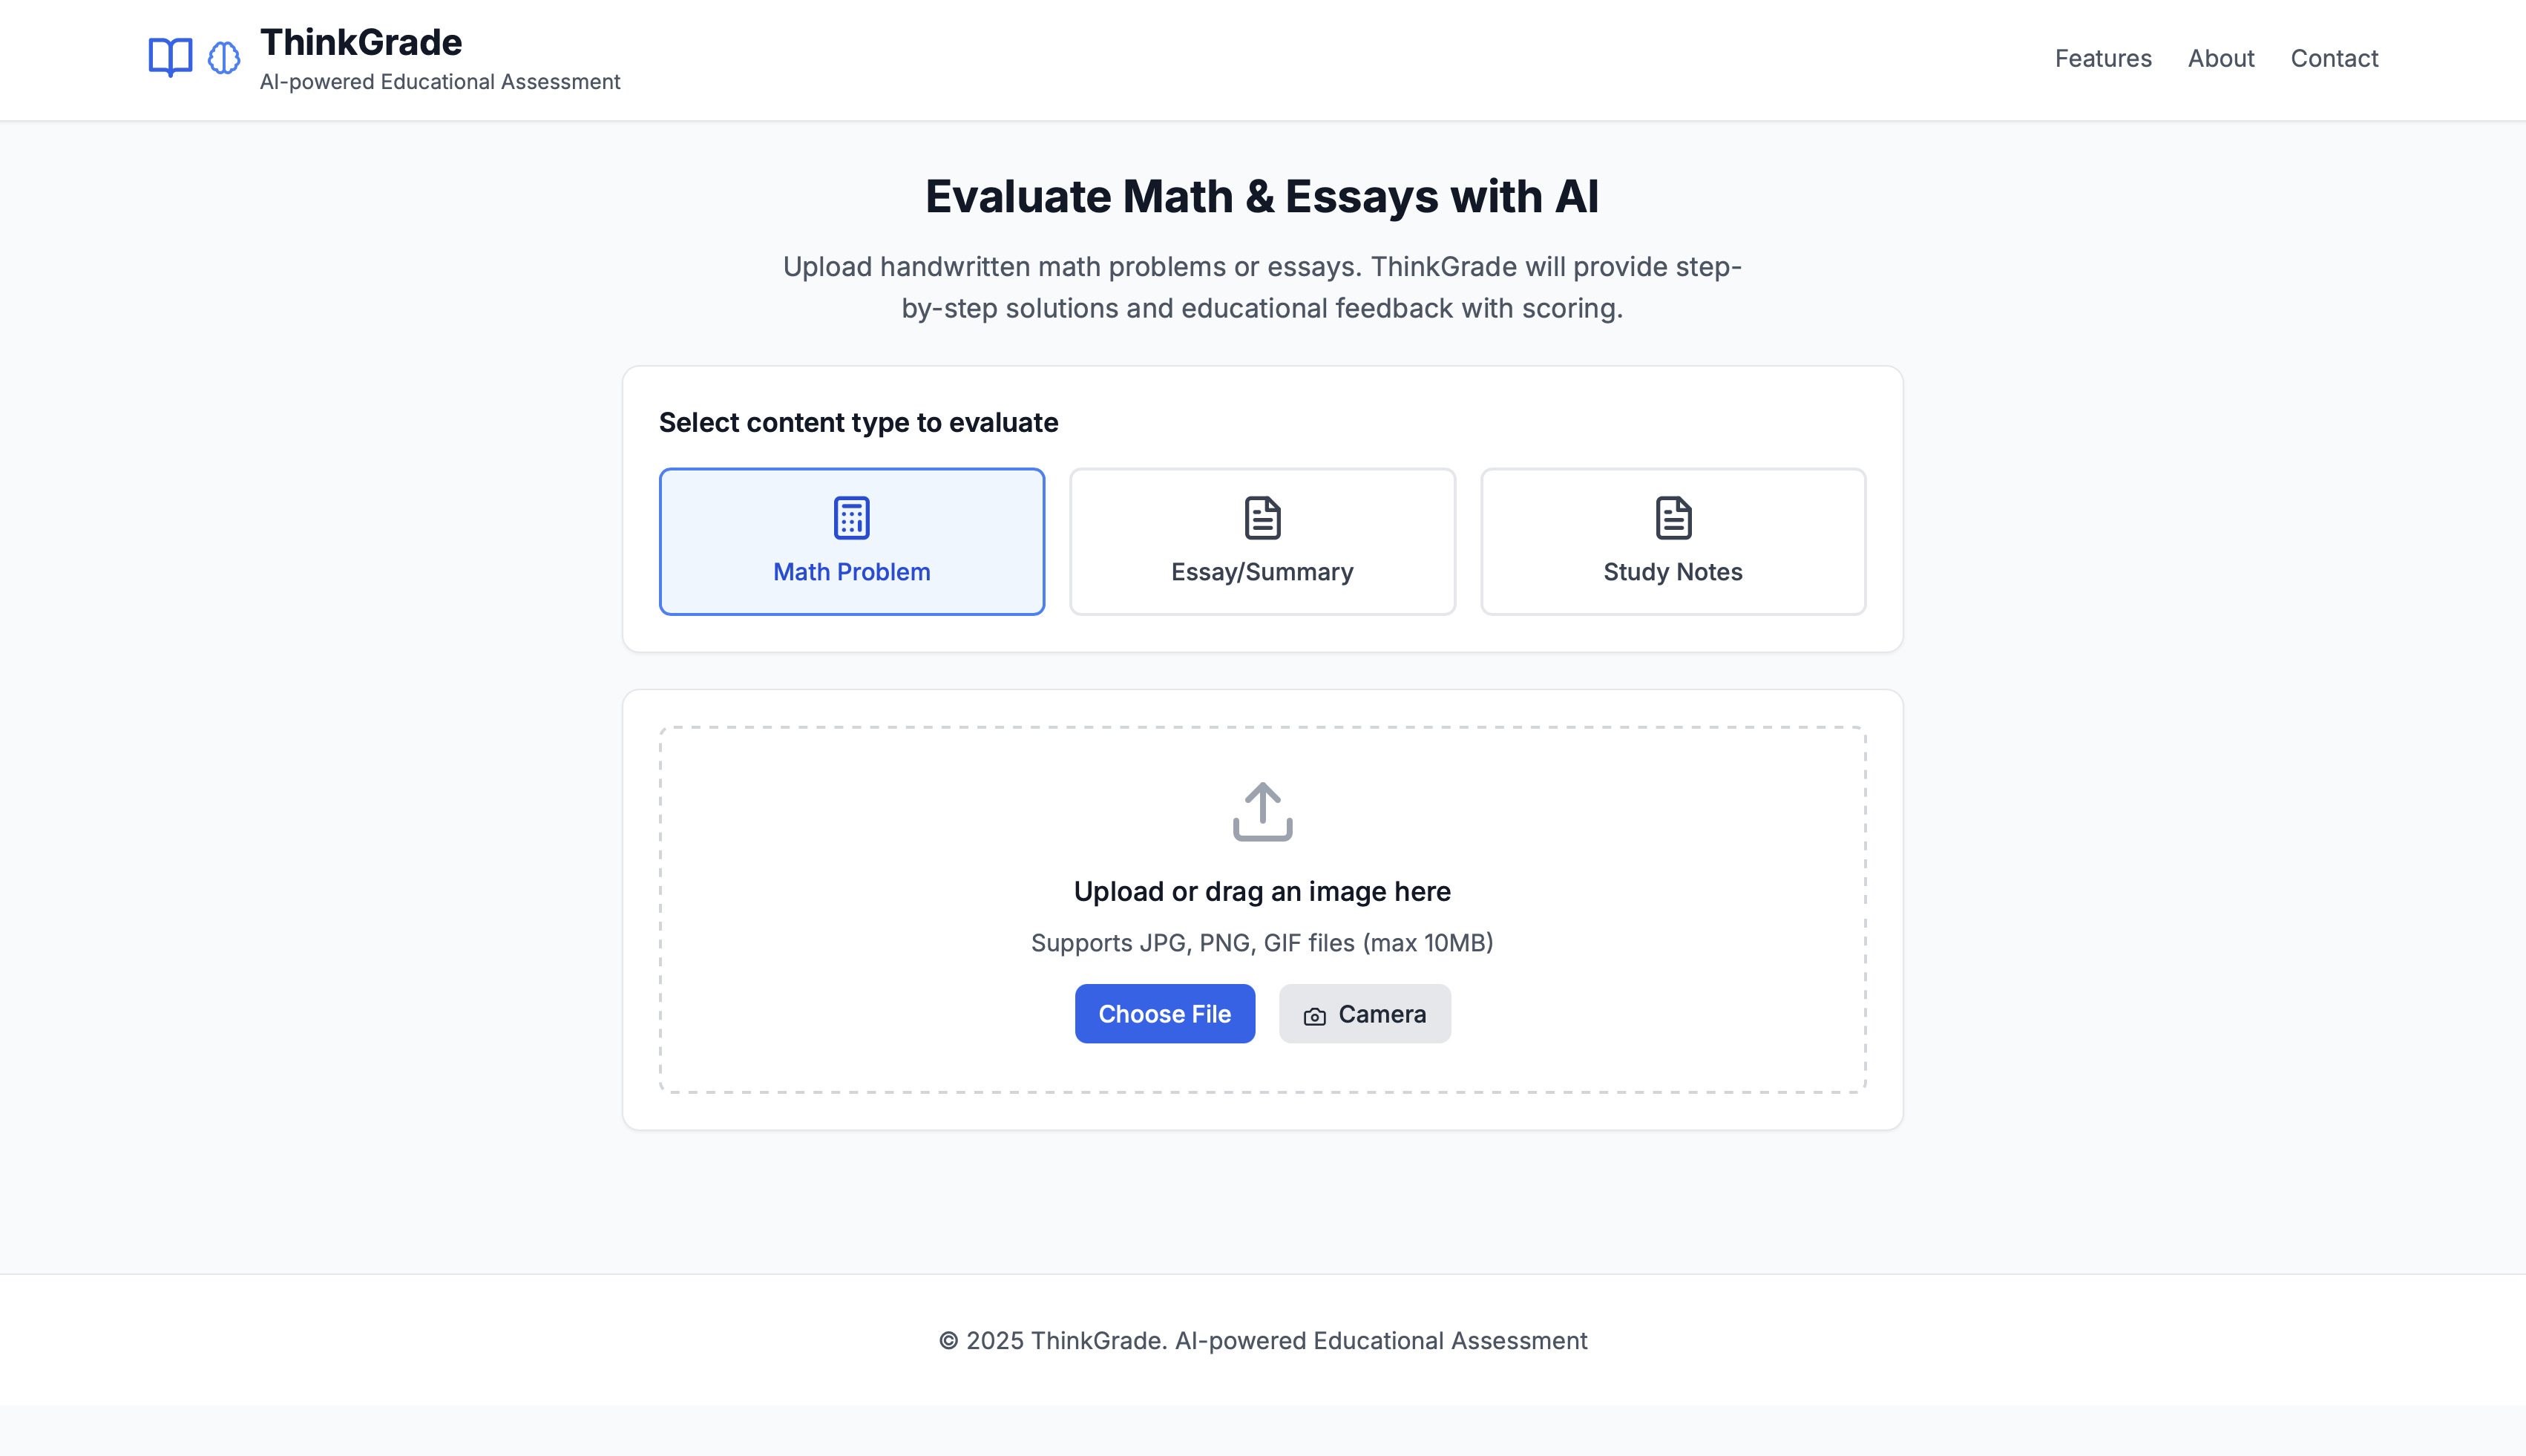 ThinkGrade
AI-powered Educational Assessment
Features
About
Contact
Evaluate Math & Essays with AI
Upload handwritten math problems or essays. ThinkGrade will provide step-
by-step solutions and educational feedback with scoring.
Select content type to evaluate
Math Problem
Essay/Summary
Study Notes
Upload or drag an image here
Supports JPG, PNG, GIF files (max 10MB)
Choose File
Camera
© 2025 ThinkGrade. AI-powered Educational Assessment